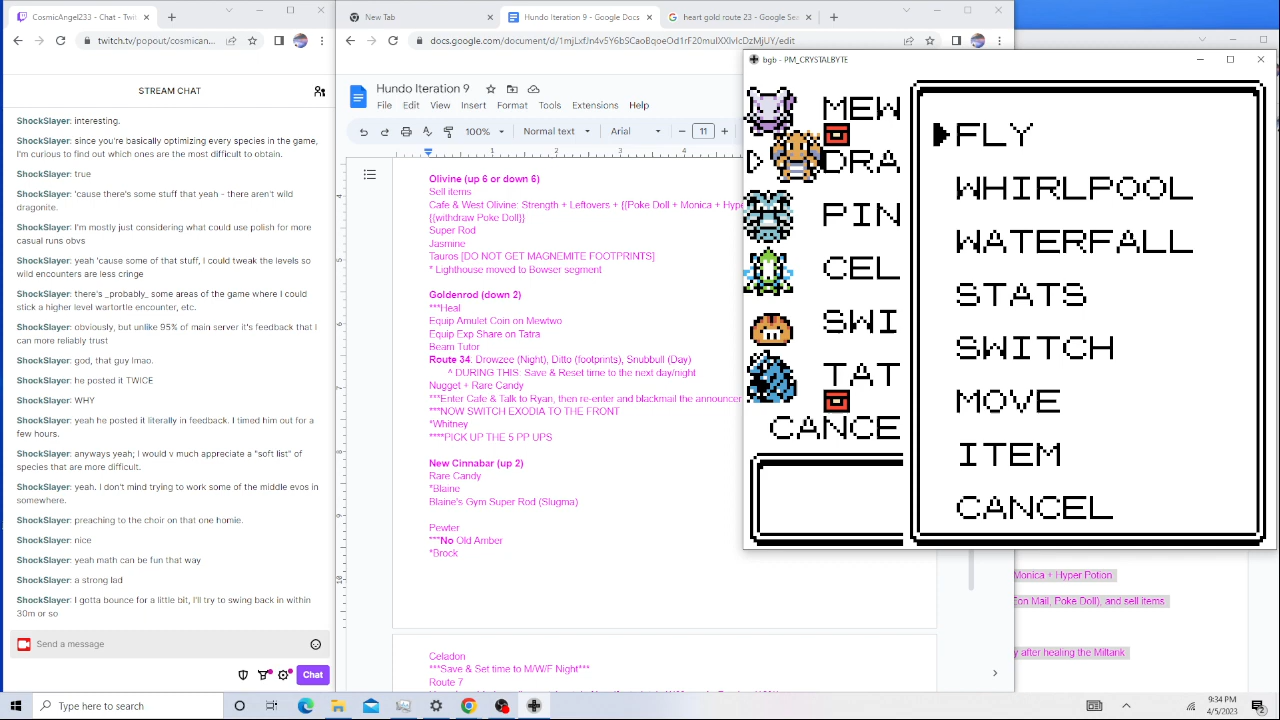 CosmicAngel233 - Chat - Twit
twitch.tv/popout/cosmican
STREAM CHAT
ShockSlayer: interesting.
ShockSlayer: since you're basically optimizing every species in the game,
I'm curious to find out which ones are the most difficult to obtain.
ShockSlayer: true
ShockSlayer: 'cause there's some stuff that yeah - there aren't wild
dragonite.
ShockSlayer: I'm mostly just considering what could use polish for more
casual runs obvs
ShockSlayer: yeah 'cause some of that stuff, I could tweak the levels so
wild encounters are less cringe
ShockSlayer: there's _probably_ some areas of the game where I could
stick a higher level wartortle encounter, etc.
ShockSlayer: obviously, but unlike 95% of main server it's feedback that I
can more reliably trust
ShockSlayer: god, that guy lmao.
ShockSlayer: he posted it TWICE
ShockSlayer: WHY
ShockSlayer: yeah he posted it literally in feedback. I timed him out for a
few hours.
ShockSlayer: anyways yeah; I would v much appreciate a "soft list" of
species that are more difficult.
ShockSlayer: yeah. I don't mind trying to work some of the middle evos in
somewhere.
ShockSlayer: preaching to the choir on that one homie.
ShockSlayer: nice
ShockSlayer: yeah math can be fun that way
ShockSlayer: a strong lad
ShockSlayer: I gotta bounce for a little bit, I'll try to swing back in within
30m or so
Send a message
Chat
New Tab
Hundo Iteration 9 - Google Docs
heart gold route 23 - Google Sea
Hundo Iteration 9
File Edit View Insert Format Tools Extensions Help
100% Normal text Arial 11
1 2 3 4
Olivine (up 6 or down 6)
Sell items
Cafe & West Olivine: Strength + Leftovers + {{Poke Doll + Monica + Hype
{{withdraw Poke Doll}}
Super Rod
Jasmine
Tauros [DO NOT GET MAGNEMITE FOOTPRINTS]
* Lighthouse moved to Bowser segment
Goldenrod (down 2)
***Heal
Equip Amulet Coin on Mewtwo
Equip Exp Share on Tatra
Beam Tutor
Route 34: Drowzee (Night), Ditto (footprints), Snubbull (Day)
^ DURING THIS: Save & Reset time to the next day/night
Nugget + Rare Candy
***Enter Cafe & Talk to Ryan, then re-enter and blackmail the announcer
***NOW SWITCH EXODIA TO THE FRONT
*Whitney
****PICK UP THE 5 PP UPS
New Cinnabar (up 2)
Rare Candy
*Blaine
Blaine's Gym Super Rod (Slugma)
Pewter
***No Old Amber
*Brock
Celadon
***Save & Set time to M/W/F Night***
Route 7
bgb - PM_CRYSTALBYTE
MEW
DRA
PIN
CEL
SWI
TAT
CANCE
FLY
WHIRLPOOL
WATERFALL
STATS
SWITCH
MOVE
ITEM
CANCEL
Monica + Hyper Potion
Eon Mail, Poke Doll), and sell items
y after healing the Miltank
Type here to search
9:34 PM
4/5/2023